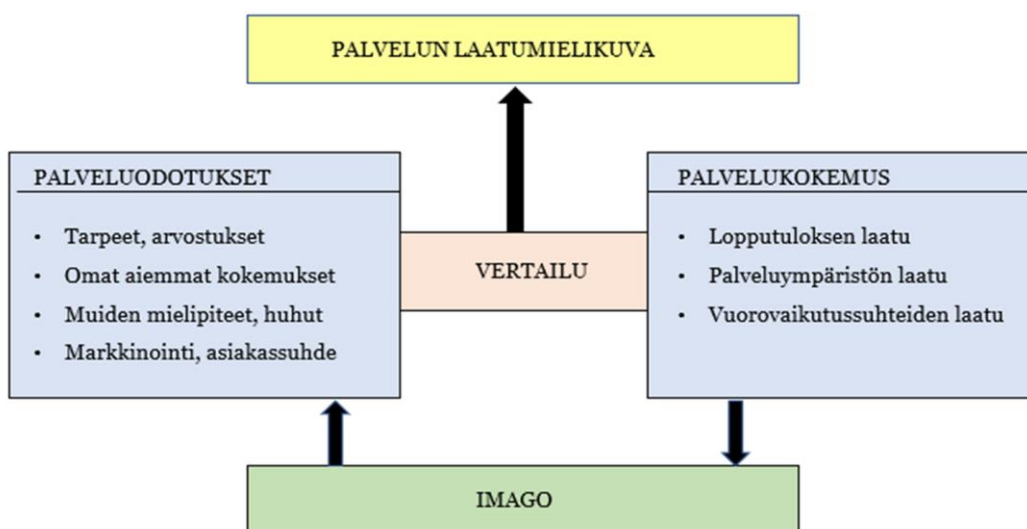 PALVELUN LAATUMIELIKUVA
PALVELUODOTUKSET
• Tarpeet, arvostukset
• Omat aiemmat kokemukset
• Muiden mielipiteet, huhut
• Markkinointi, asiakassuhde
VERTAILU
PALVELUKOKEMUS
• Lopputuloksen laatu
• Palveluympäristön laatu
• Vuorovaikutussuhteiden laatu
IMAGO